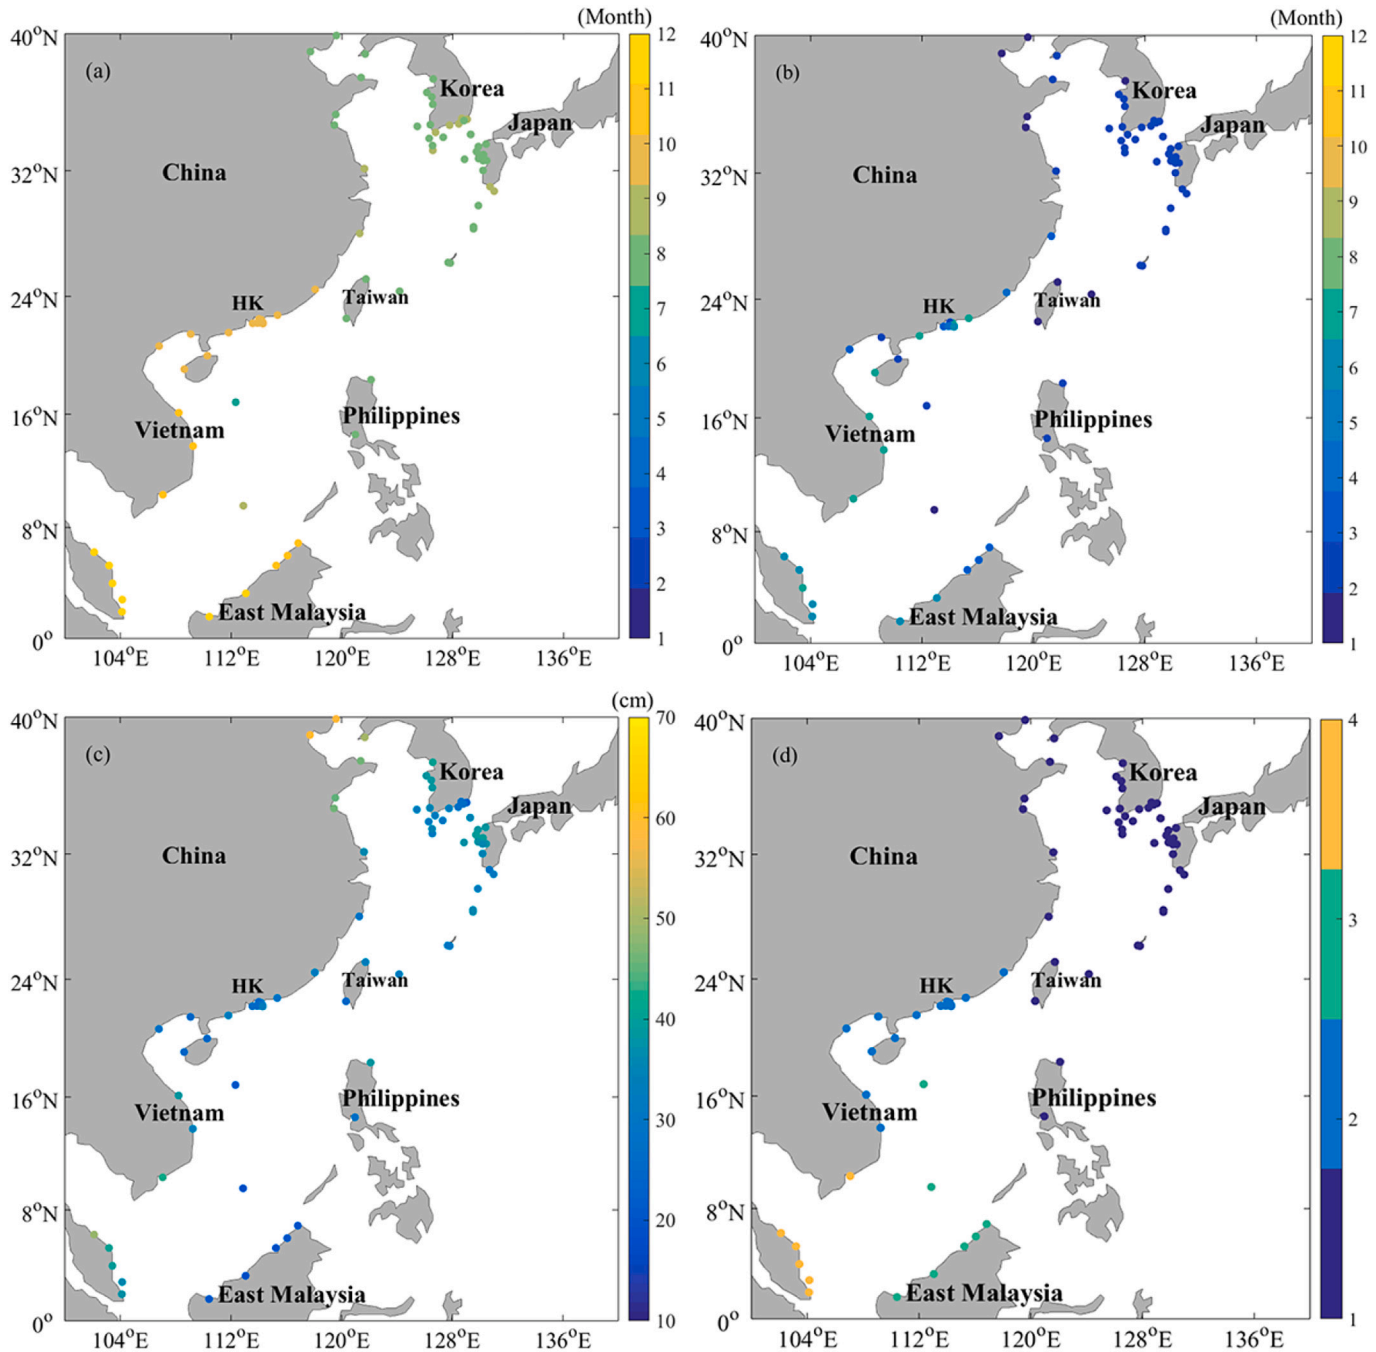 (Month)
40°N
(a)
Korea
Japan
China
32°N
24°N
HK
Taiwan
16°N
Vietnam
Philippines
8°N
East Malaysia
0°
104°E 112°E 120°E 128°E 136°E
12
11
10
9
8
7
6
5
4
3
2
1
(Month)
40°N
(b)
Korea
Japan
China
32°N
24°N
HK
Taiwan
16°N
Vietnam
Philippines
8°N
East Malaysia
0°
104°E 112°E 120°E 128°E 136°E
12
11
10
9
8
7
6
5
4
3
2
1
(cm)
40°N
(c)
Korea
Japan
China
32°N
24°N
HK
Taiwan
16°N
Vietnam
Philippines
8°N
East Malaysia
0°
104°E 112°E 120°E 128°E 136°E
70
60
50
40
30
20
10
40°N
(d)
Korea
Japan
China
32°N
24°N
HK
Taiwan
16°N
Vietnam
Philippines
8°N
East Malaysia
0°
104°E 112°E 120°E 128°E 136°E
4
3
2
1